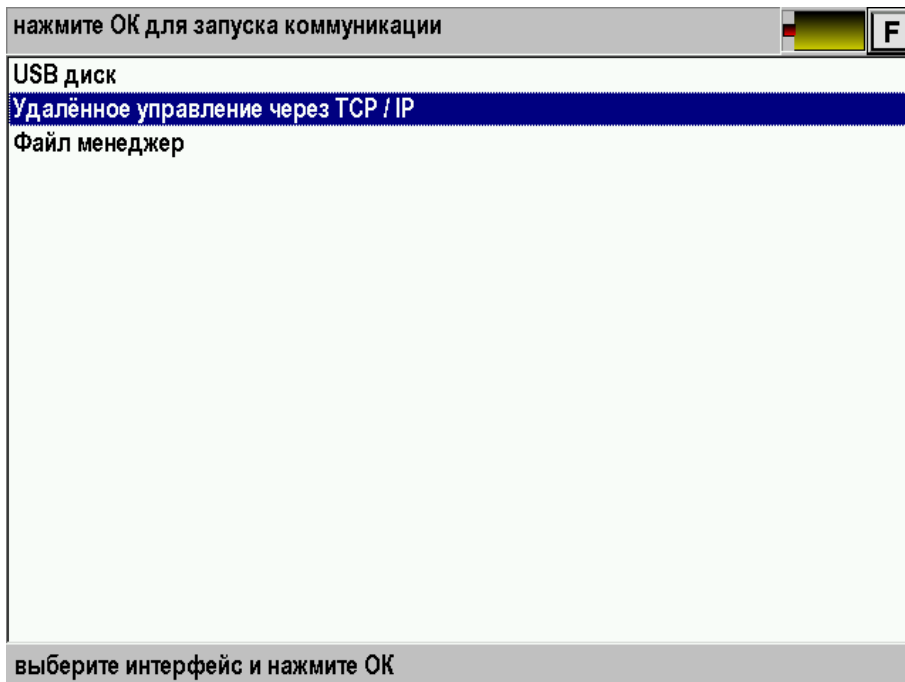 нажмите ОК для запуска коммуникации
F
USB диск
Удалённое управление через TCP / IP
Файл менеджер
выберите интерфейс и нажмите ОК